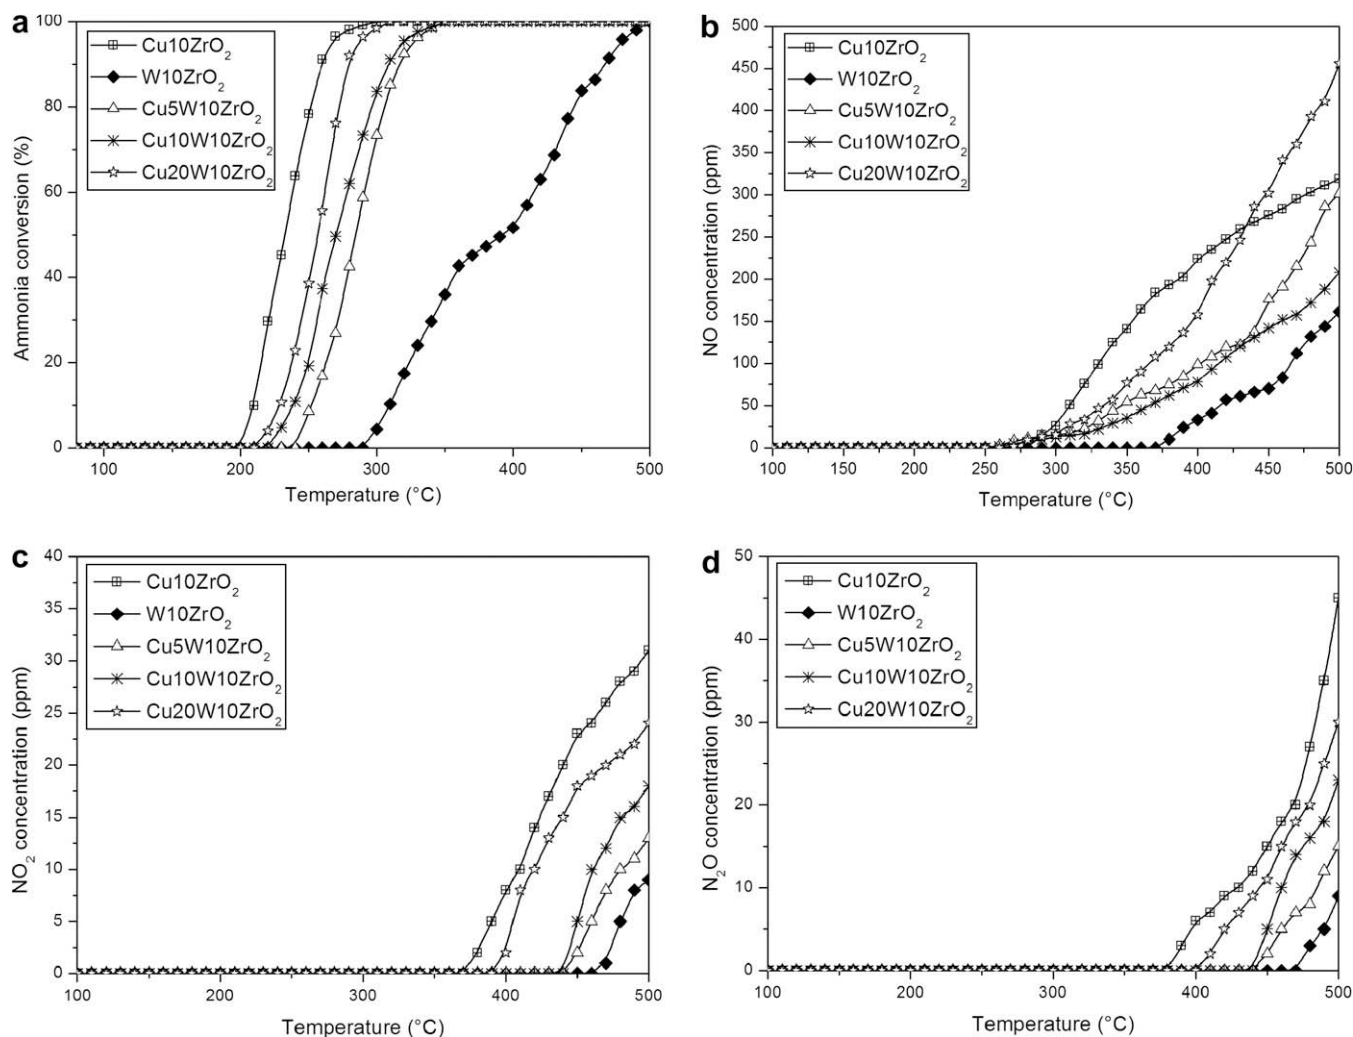 a
100
80
60
40
20
0
Ammonia conversion (%)
Cu10ZrO₂
W10ZrO₂
Cu5W10ZrO₂
Cu10W10ZrO₂
Cu20W10ZrO₂
100 200 300 400 500
Temperature (°C)
b
500
450
400
350
300
250
200
150
100
50
0
NO concentration (ppm)
Cu10ZrO₂
W10ZrO₂
Cu5W10ZrO₂
Cu10W10ZrO₂
Cu20W10ZrO₂
100 150 200 250 300 350 400 450 500
Temperature (°C)
c
40
35
30
25
20
15
10
5
0
NO₂ concentration (ppm)
Cu10ZrO₂
W10ZrO₂
Cu5W10ZrO₂
Cu10W10ZrO₂
Cu20W10ZrO₂
100 200 300 400 500
Temperature (°C)
d
50
40
30
20
10
0
N₂O concentration (ppm)
Cu10ZrO₂
W10ZrO₂
Cu5W10ZrO₂
Cu10W10ZrO₂
Cu20W10ZrO₂
100 200 300 400 500
Temperature (°C)